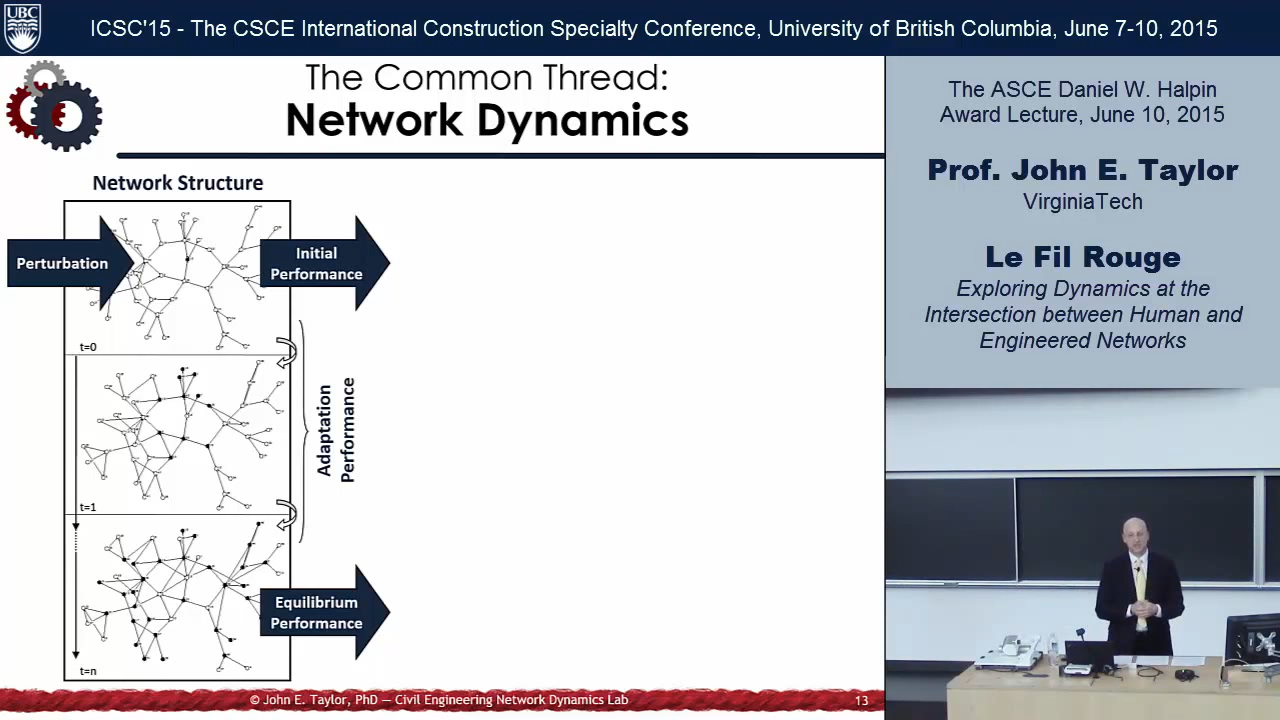 UBC
ICSC'15 - The CSCE International Construction Specialty Conference, University of British Columbia, June 7-10, 2015
The Common Thread:
Network Dynamics
Network Structure
Perturbation
Initial
Performance
t=0
Adaptation
Performance
t=1
Equilibrium
Performance
t=n
© John E. Taylor, PhD — Civil Engineering Network Dynamics Lab
13
The ASCE Daniel W. Halpin
Award Lecture, June 10, 2015
Prof. John E. Taylor
VirginiaTech
Le Fil Rouge
Exploring Dynamics at the
Intersection between Human and
Engineered Networks